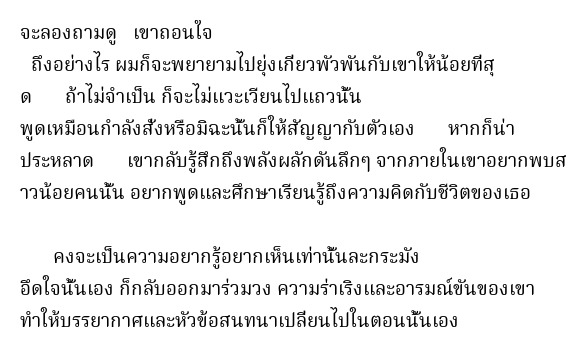 จะลองถามดู เขาถอนใจ
ถึงอย่างไร ผมก็จะพยายามไปยุ่งเกี่ยวพัวพันกับเขาให้น้อยที่สุ
ด ถ้าไม่จำเป็น ก็จะไม่แวะเวียนไปแถวนั้น
พูดเหมือนกำลังสั่งหรือมิฉะนั้นก็ให้สัญญากับตัวเอง หากก็น่า
ประหลาด เขากลับรู้สึกถึงพลังผลักดันลึกๆ จากภายในเขาอยากพบส
าวน้อยคนนั้น อยากพูดและศึกษาเรียนรู้ถึงความคิดกับชีวิตของเธอ
คงจะเป็นความอยากรู้อยากเห็นเท่านั้นละกระมัง
อึดใจนั้นเอง ก็กลับออกมาร่วมวง ความร่าเริงและอารมณ์ขันของเขา
ทำให้บรรยากาศและหัวข้อสนทนาเปลี่ยนไปในตอนนั้นเอง